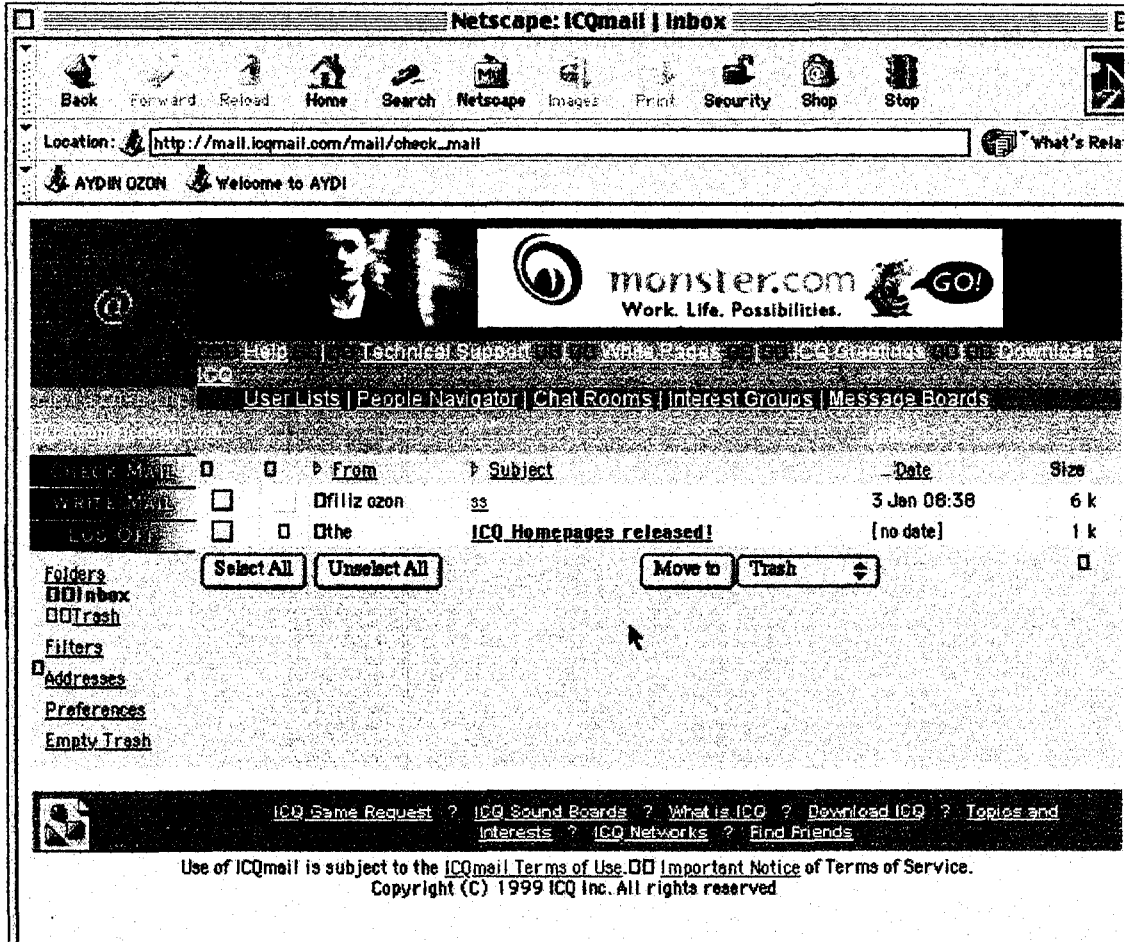 Netscape: ICQmail | Inbox
Back Forward Reload Home Search Netscape Images Print Security Shop Stop
Location: http://mail.icqmail.com/mail/check_mail What's Rela
AYDIN OZON Welcome to AYDI
@ monster.com GO!
Work. Life. Possibilities.
Help | Technical Support | White Pages | ICQ Greetings | Download
ICQ
User Lists | People Navigator | Chat Rooms | Interest Groups | Message Boards
CHECK MAIL From Subject Date Size
WRITE MAIL filiz ozon ss 3 Jan 08:38 6 k
LOG OFF the ICQ Homepages released! [no date] 1 k
Select All Unselect All Move to Trash
Folders
Inbox
Trash
Filters
Addresses
Preferences
Empty Trash
ICQ Game Request ? ICQ Sound Boards ? What is ICQ ? Download ICQ ? Topics and
Interests ? ICQ Networks ? Find Friends
Use of ICQmail is subject to the ICQmail Terms of Use. Important Notice of Terms of Service.
Copyright (C) 1999 ICQ Inc. All rights reserved